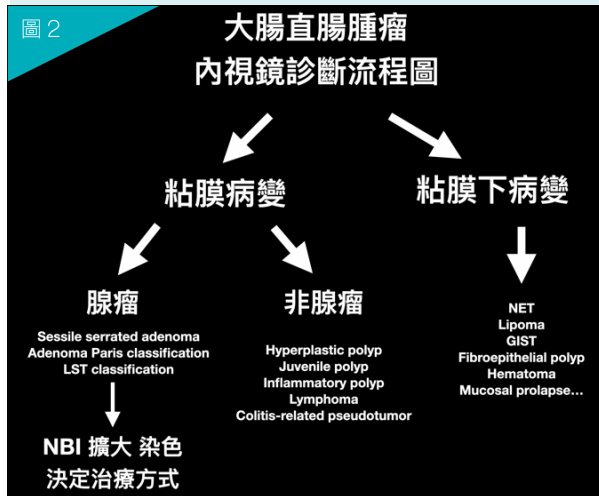 圖 2
大腸直腸腫瘤
內視鏡診斷流程圖
粘膜病變
粘膜下病變
腺瘤
Sessile serrated adenoma
Adenoma Paris classification
LST classification
NBI 擴大 染色
決定治療方式
非腺瘤
Hyperplastic polyp
Juvenile polyp
Inflammatory polyp
Lymphoma
Colitis-related pseudotumor
NET
Lipoma
GIST
Fibroepithelial polyp
Hematoma
Mucosal prolapse...